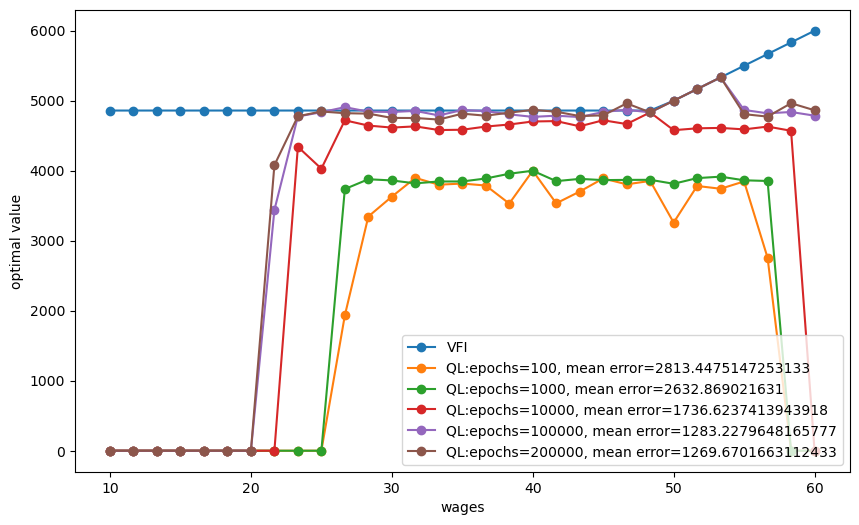 6000
5000
4000
3000
2000
1000
0
optimal value
10
20
30
40
50
60
wages
VFI
QL:epochs=100, mean error=2813.4475147253133
QL:epochs=1000, mean error=2632.869021631
QL:epochs=10000, mean error=1736.6237413943918
QL:epochs=100000, mean error=1283.2279648165777
QL:epochs=200000, mean error=1269.6701663112433